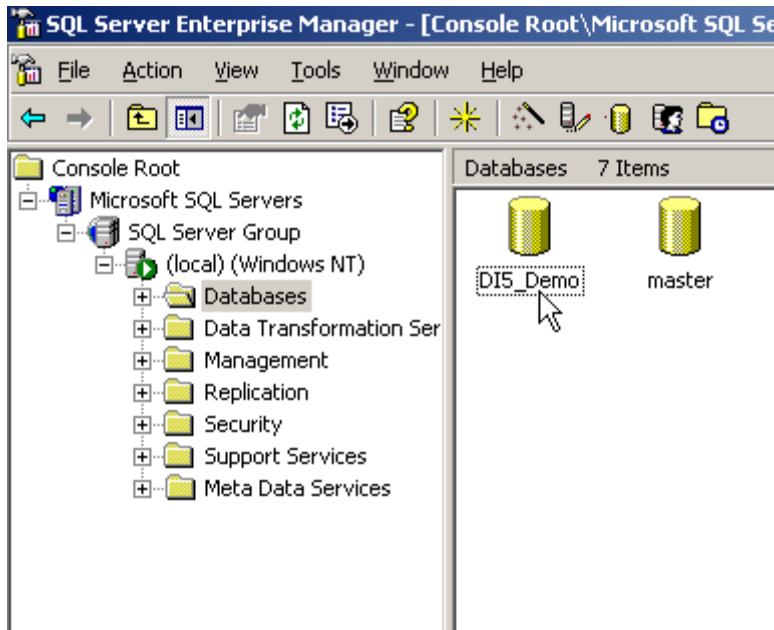 SQL Server Enterprise Manager - [Console Root\Microsoft SQL Se
File Action View Tools Window Help
Console Root
Microsoft SQL Servers
SQL Server Group
(local) (Windows NT)
Databases
Data Transformation Ser
Management
Replication
Security
Support Services
Meta Data Services
Databases 7 Items
DI5_Demo master